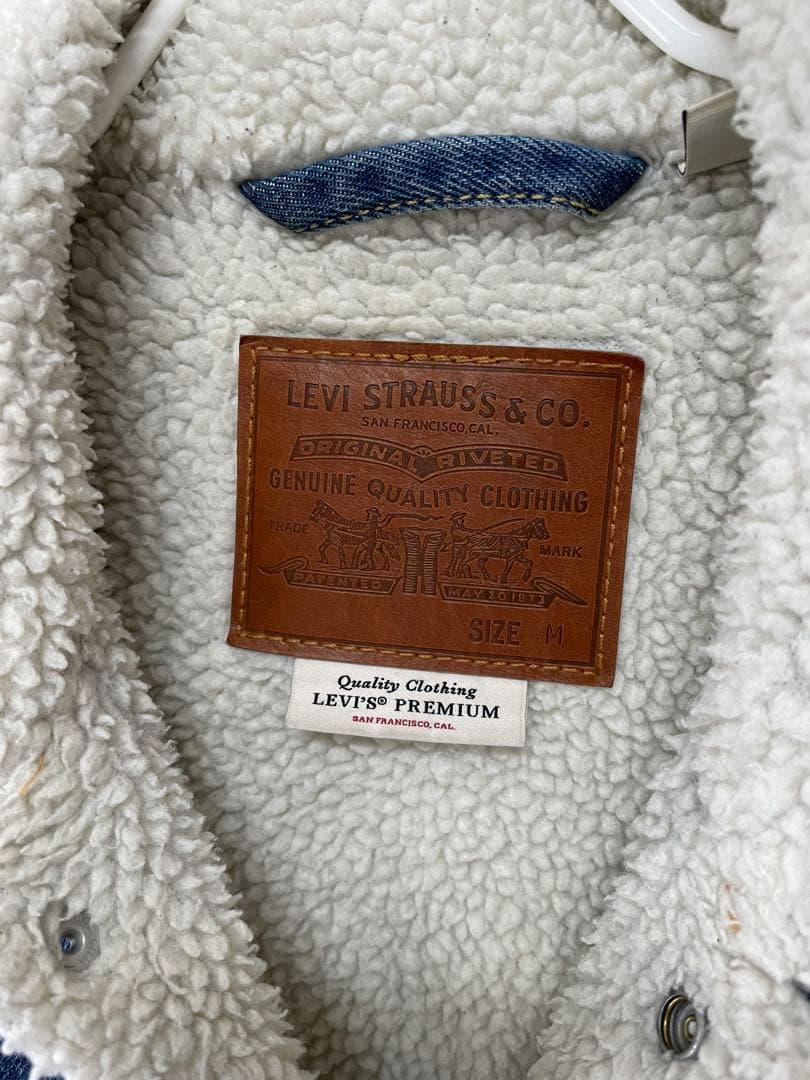 LEVI STRAUSS & CO.
SAN FRANCISCO, CAL.
ORIGINAL RIVETED
GENUINE QUALITY CLOTHING
TRADE MARK
PATENTED MAY 20 1873
SIZE M
Quality Clothing
LEVI'S® PREMIUM
SAN FRANCISCO, CAL.